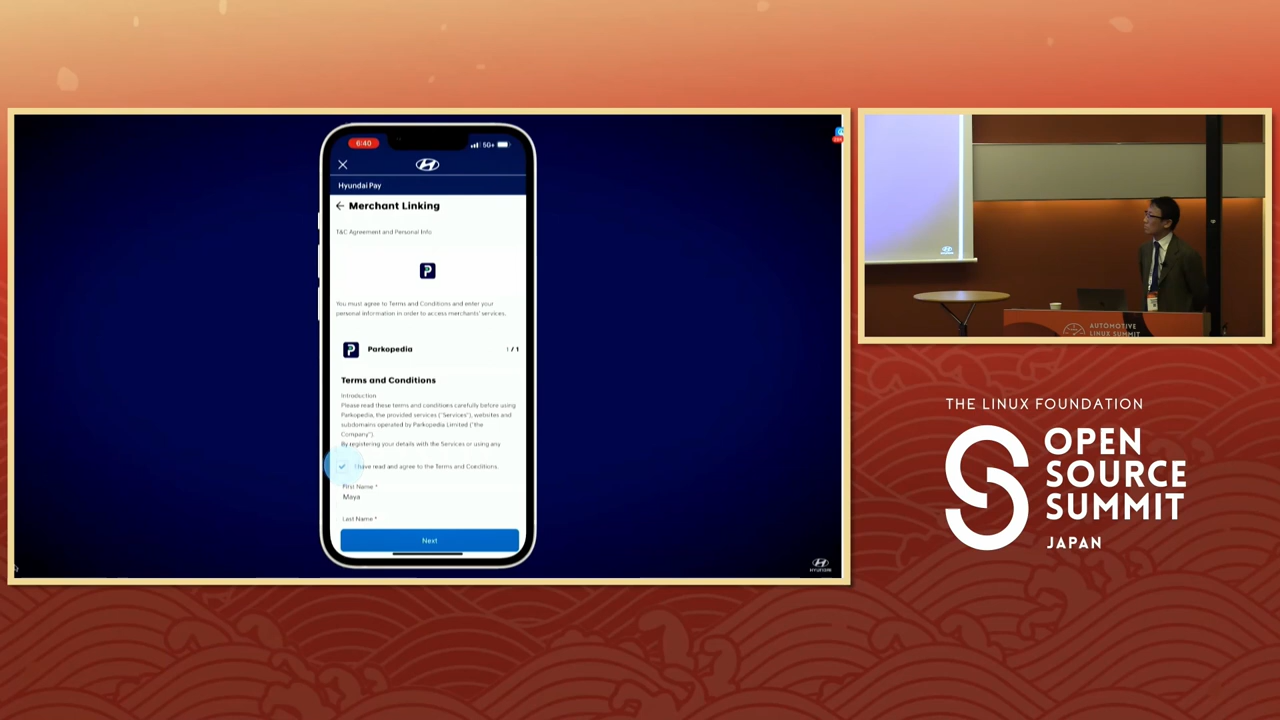 6:40
5G+
Hyundai Pay
Merchant Linking
T&C Agreement and Personal Info
You must agree to Terms and Conditions and enter your
personal information in order to access merchants' services.
Parkopedia
1 / 1
Terms and Conditions
Introduction
Please read these terms and conditions carefully before using
Parkopedia, the provided services ("Services"), websites and
subdomains operated by Parkopedia Limited ("the
Company").
By registering your details with the Services or using any
I have read and agree to the Terms and Conditions.
First Name *
Maya
Last Name *
Next
HYUNDAI
AUTOMOTIVE
LINUX SUMMIT
THE LINUX FOUNDATION
OPEN
SOURCE
SUMMIT
JAPAN